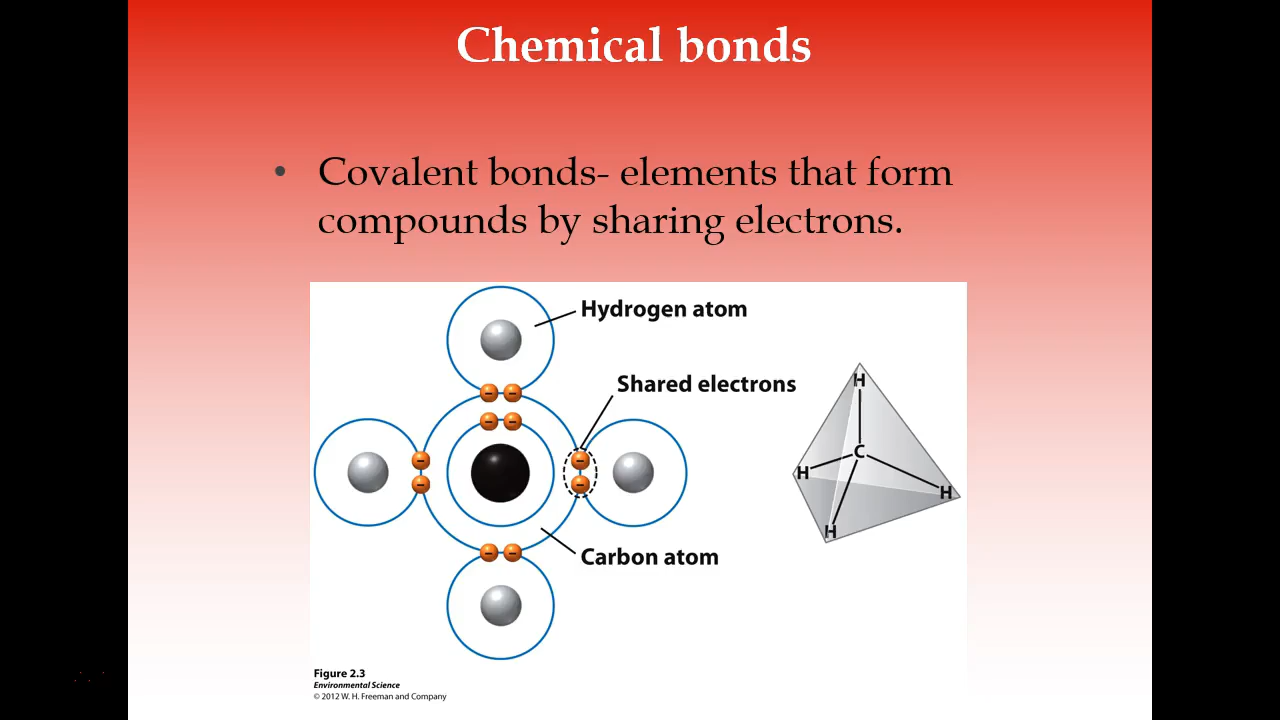 Chemical bonds
• Covalent bonds- elements that form
compounds by sharing electrons.
Hydrogen atom
Shared electrons
Carbon atom
H
C
H
H
H
Figure 2.3
Environmental Science
© 2012 W. H. Freeman and Company